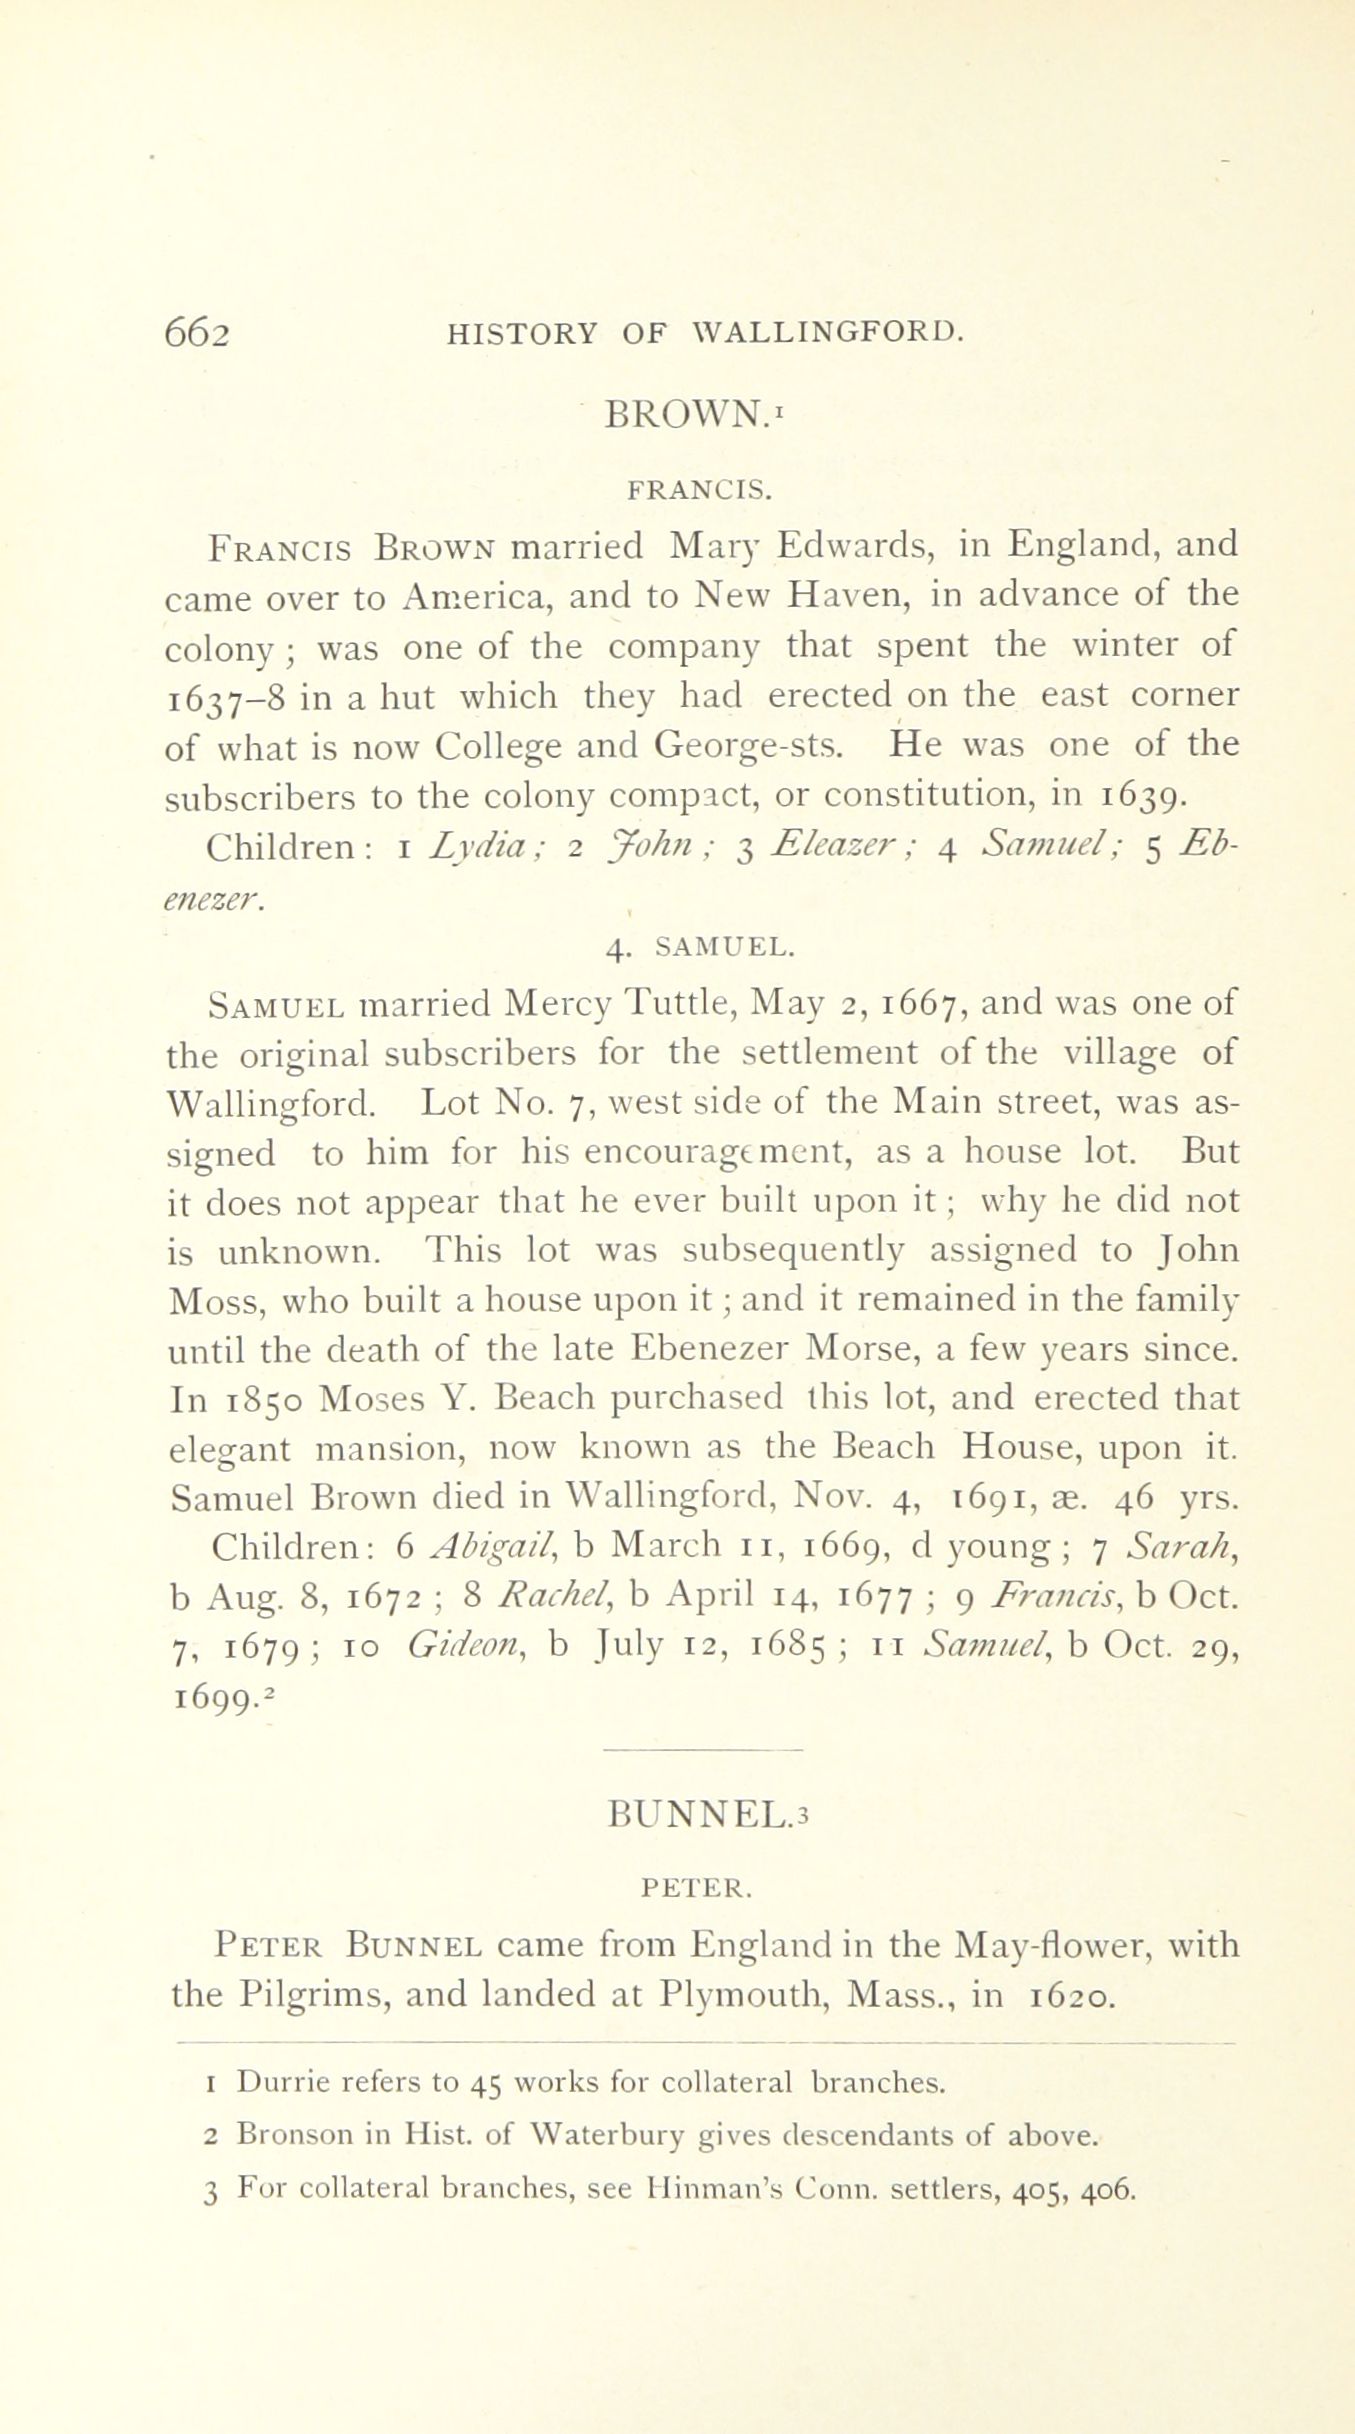 662 HISTORY OF WALLINGFORD.
BROWN.¹
FRANCIS.
FRANCIS BROWN married Mary Edwards, in England, and
came over to America, and to New Haven, in advance of the
colony ; was one of the company that spent the winter of
1637–8 in a hut which they had erected on the east corner
of what is now College and George-sts. He was one of the
subscribers to the colony compact, or constitution, in 1639.
Children : 1 Lydia ; 2 John ; 3 Eleazer ; 4 Samuel ; 5 Eb-
enezer.
4. SAMUEL.
SAMUEL married Mercy Tuttle, May 2, 1667, and was one of
the original subscribers for the settlement of the village of
Wallingford. Lot No. 7, west side of the Main street, was as-
signed to him for his encouragement, as a house lot. But
it does not appear that he ever built upon it ; why he did not
is unknown. This lot was subsequently assigned to John
Moss, who built a house upon it ; and it remained in the family
until the death of the late Ebenezer Morse, a few years since.
In 1850 Moses Y. Beach purchased this lot, and erected that
elegant mansion, now known as the Beach House, upon it.
Samuel Brown died in Wallingford, Nov. 4, 1691, æ. 46 yrs.
Children : 6 Abigail, b March 11, 1669, d young ; 7 Sarah,
b Aug. 8, 1672 ; 8 Rachel, b April 14, 1677 ; 9 Francis, b Oct.
7, 1679 ; 10 Gideon, b July 12, 1685 ; 11 Samuel, b Oct. 29,
1699.²
BUNNEL.³
PETER.
PETER BUNNEL came from England in the May-flower, with
the Pilgrims, and landed at Plymouth, Mass., in 1620.
1 Durrie refers to 45 works for collateral branches.
2 Bronson in Hist. of Waterbury gives descendants of above.
3 For collateral branches, see Hinman's Conn. settlers, 405, 406.